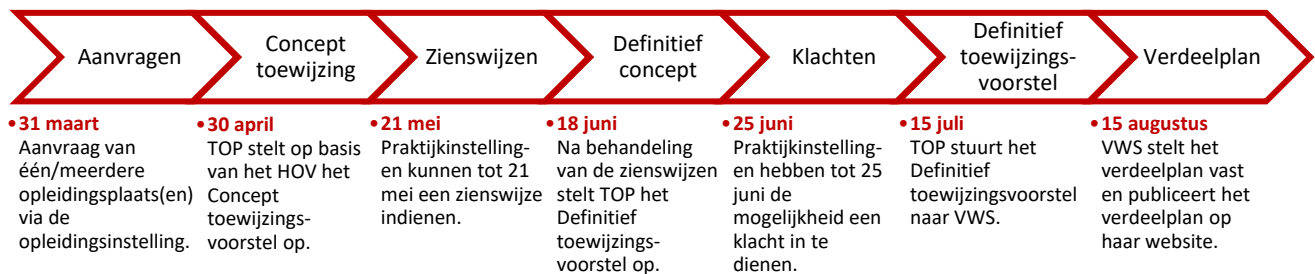 Aanvragen
Concept
toewijzing
Zienswijzen
Definitief
concept
Klachten
Definitief
toewijzings-
voorstel
Verdeelplan
•31 maart
Aanvraag van
één/meerdere
opleidingsplaats(en)
via de
opleidingsinstelling.
•30 april
TOP stelt op basis
van het HOV het
Concept
toewijzings-
voorstel op.
•21 mei
Praktijkinstelling-
en kunnen tot 21
mei een zienswijze
indienen.
•18 juni
Na behandeling
van de zienswijzen
stelt TOP het
Definitief
toewijzings-
voorstel op.
•25 juni
Praktijkinstelling-
en hebben tot 25
juni de
mogelijkheid een
klacht in te
dienen.
•15 juli
TOP stuurt het
Definitief
toewijzingsvoorstel
naar VWS.
•15 augustus
VWS stelt het
verdeelplan vast
en publiceert het
verdeelplan op
haar website.